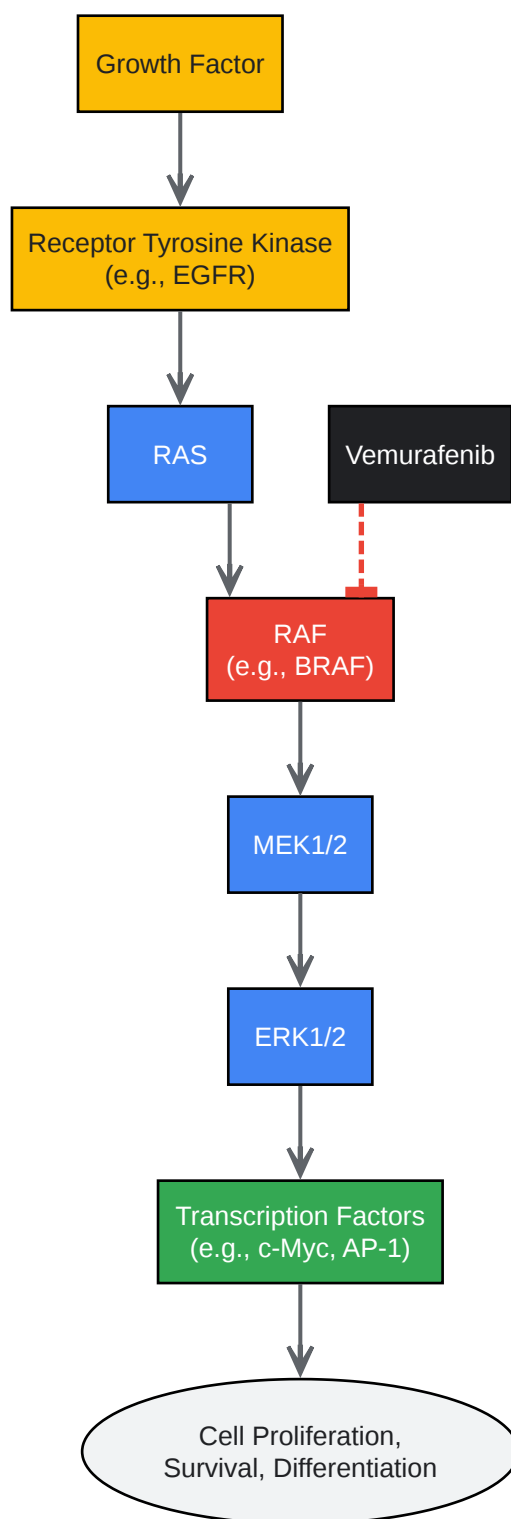 Growth Factor
Receptor Tyrosine Kinase
(e.g., EGFR)
RAS
Vemurafenib
RAF
(e.g., BRAF)
MEK1/2
ERK1/2
Transcription Factors
(e.g., c-Myc, AP-1)
Cell Proliferation,
Survival, Differentiation